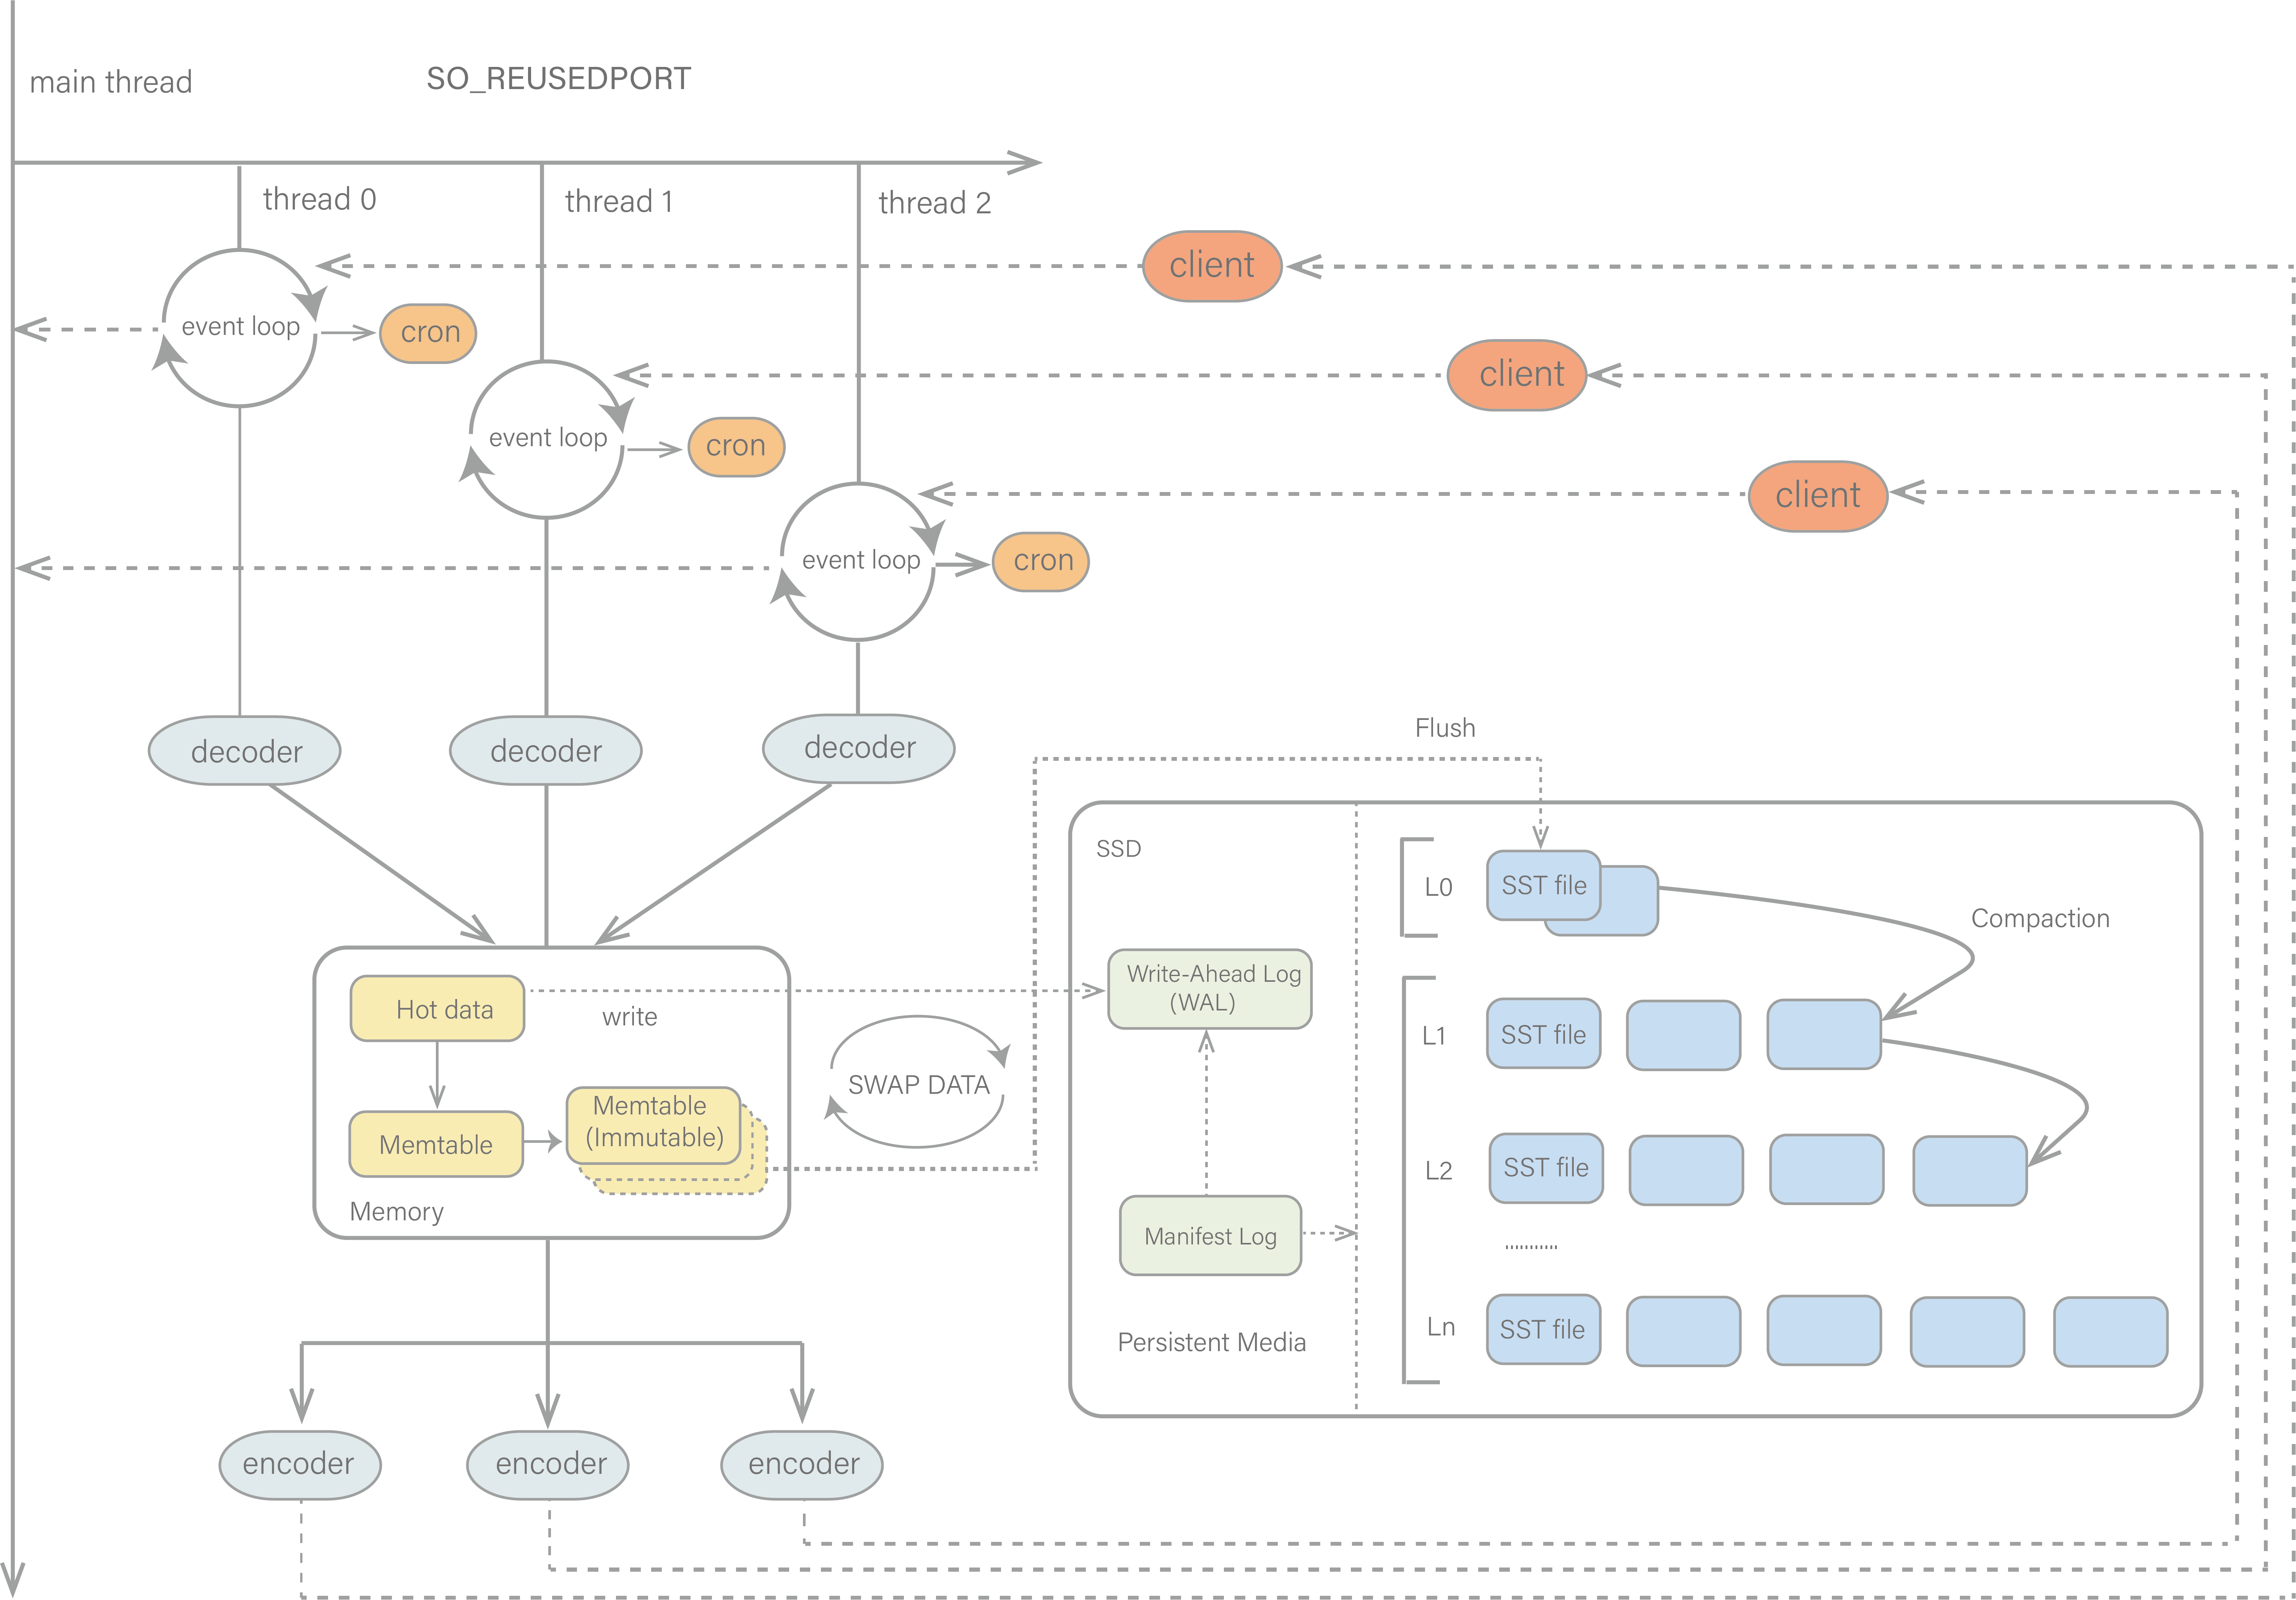 main thread
SO_REUSEDPORT
thread 0
thread 1
thread 2
client
event loop
cron
client
event loop
cron
client
event loop
cron
decoder
decoder
decoder
Flush
SSD
L0
SST file
Compaction
Write-Ahead Log
(WAL)
Hot data
write
L1
SST file
SWAP DATA
Memtable
(Immutable)
Memtable
L2
SST file
Memory
Manifest Log
...........
Ln
SST file
Persistent Media
encoder
encoder
encoder